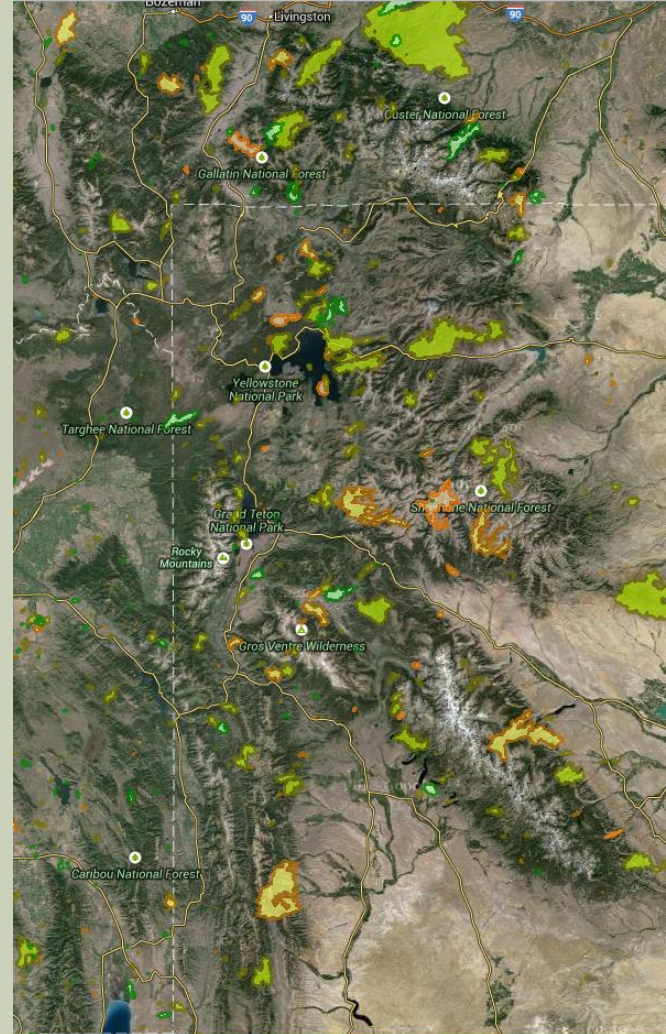 Bozeman
90
Livingston
90
Custer National Forest
Gallatin National Forest
Yellowstone
National Park
Targhee National Forest
Shoshone National Forest
Grand Teton
National Park
Rocky
Mountains
Gros Ventre Wilderness
Caribou National Forest